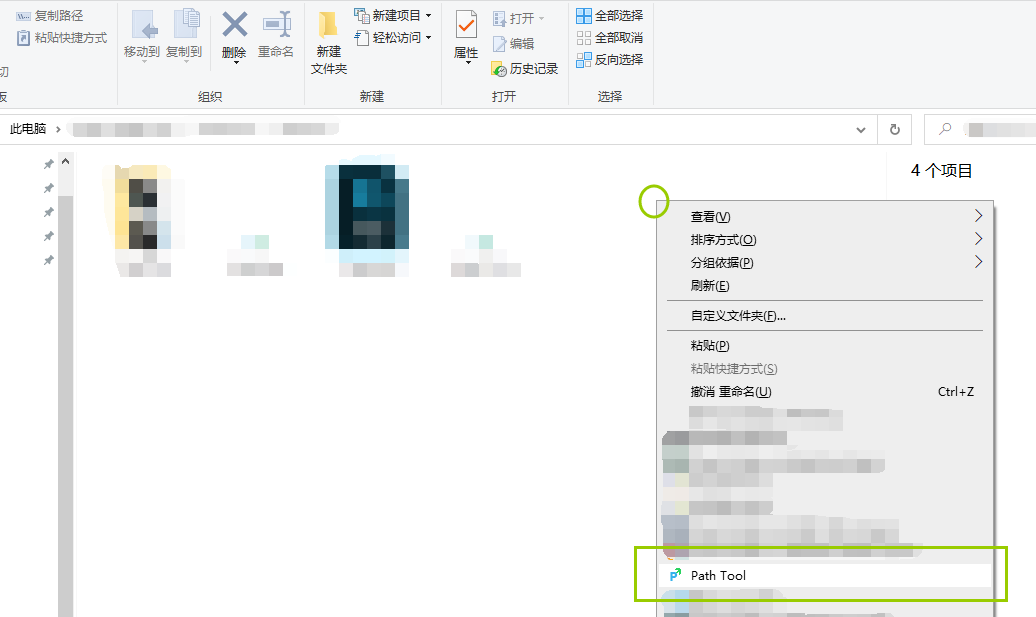 复制路径
粘贴快捷方式
切
板
移动到
复制到
删除
重命名
组织
新建
文件夹
新建项目
轻松访问
新建
属性
打开
编辑
历史记录
打开
全部选择
全部取消
反向选择
选择
此电脑
4 个项目
查看(V)
排序方式(O)
分组依据(P)
刷新(E)
自定义文件夹(F)...
粘贴(P)
粘贴快捷方式(S)
撤消 重命名(U) Ctrl+Z
Path Tool